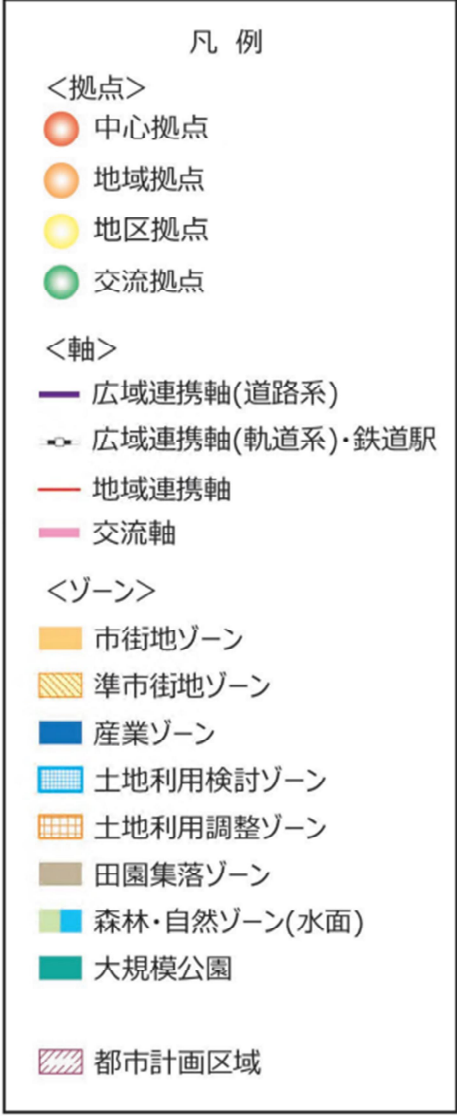 凡 例
＜拠点＞
中心拠点
地域拠点
地区拠点
交流拠点
＜軸＞
広域連携軸(道路系)
広域連携軸(軌道系)・鉄道駅
地域連携軸
交流軸
＜ゾーン＞
市街地ゾーン
準市街地ゾーン
産業ゾーン
土地利用検討ゾーン
土地利用調整ゾーン
田園集落ゾーン
森林・自然ゾーン(水面)
大規模公園
都市計画区域